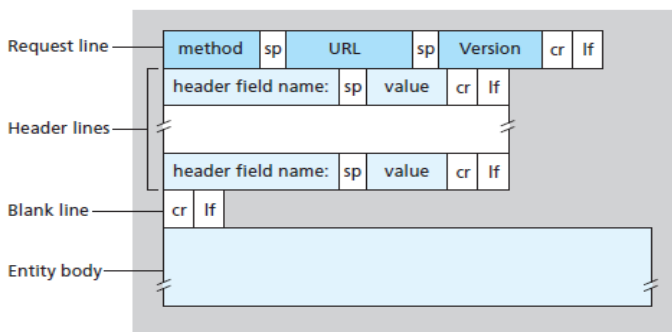 Request line method sp URL sp Version cr lf
header field name: sp value cr lf
Header lines
header field name: sp value cr lf
Blank line cr lf
Entity body